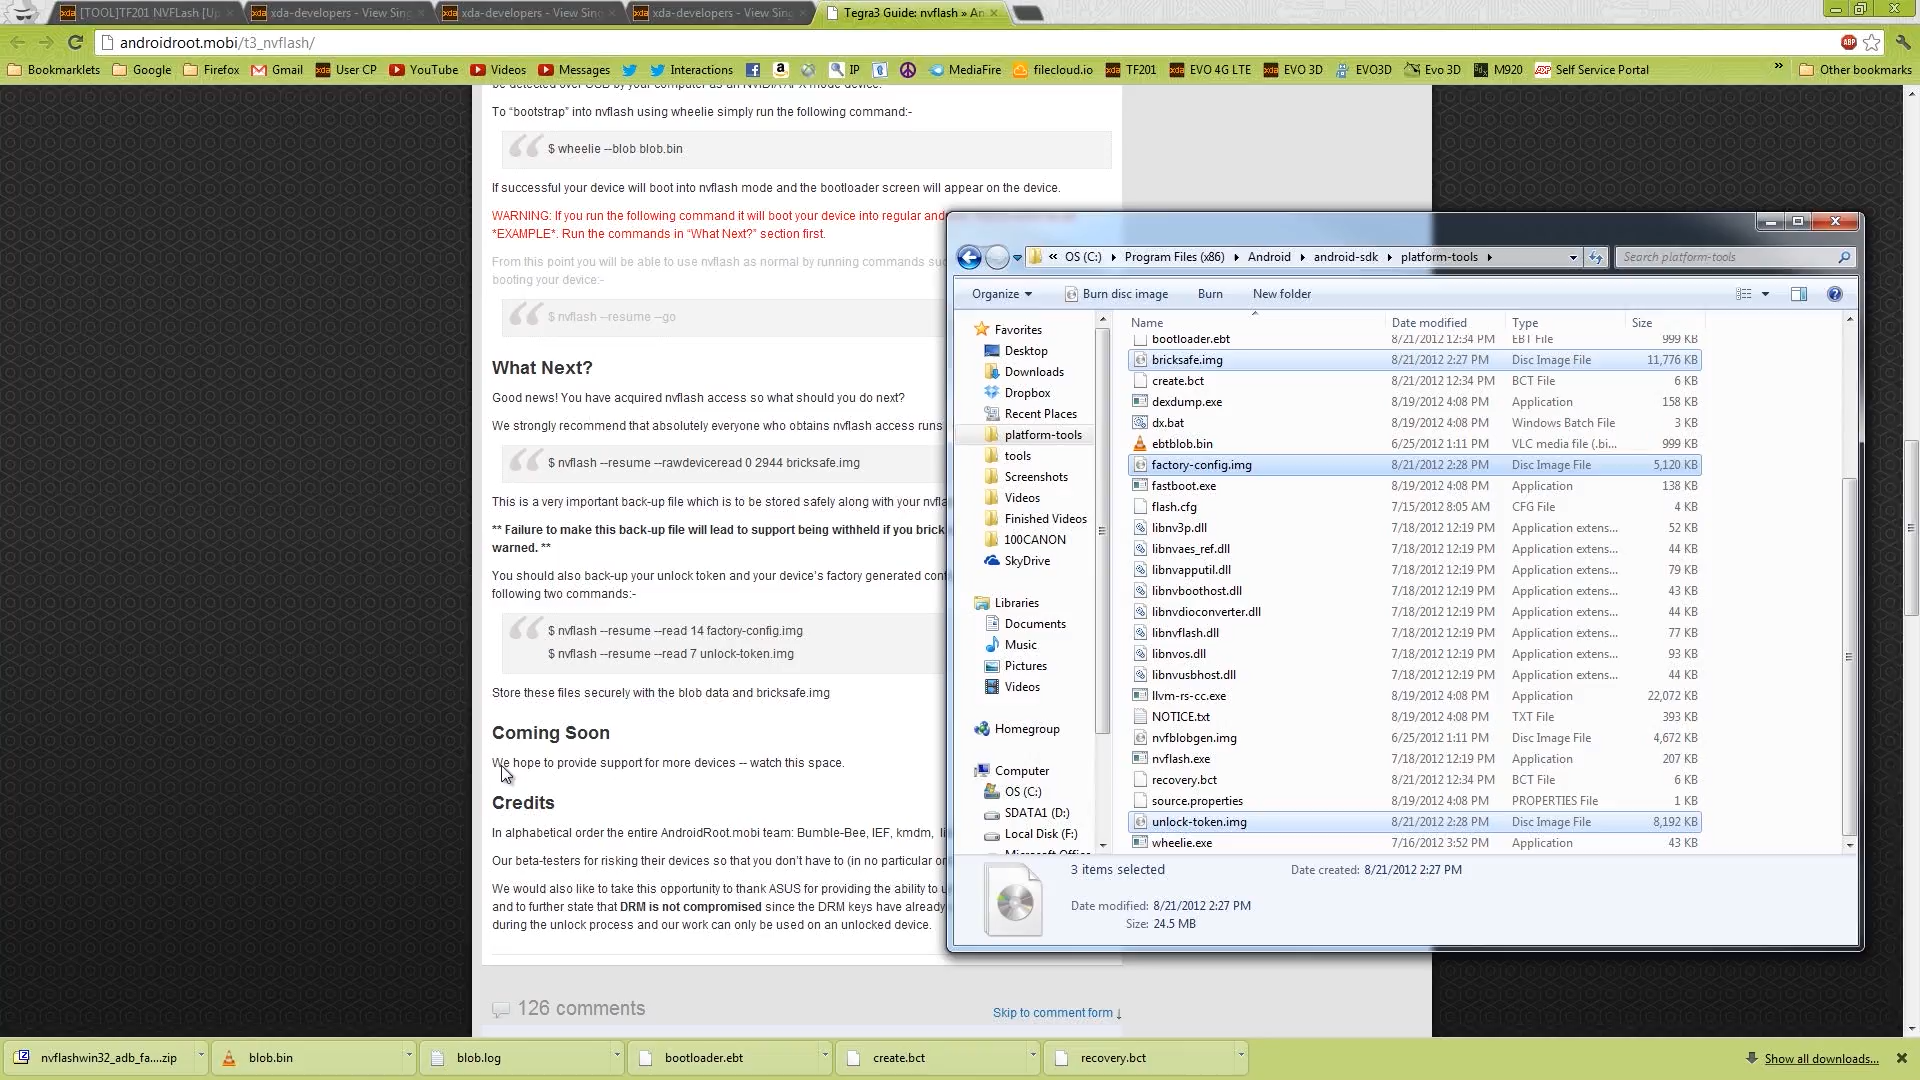 [TOOL]TF201 NVFLash [Up
xda-developers - View Sing
xda-developers - View Sing
xda-developers - View Sing
Tegra3 Guide: nvflash » An
androidroot.mobi/t3_nvflash/
Bookmarklets
Google
Firefox
Gmail
User CP
YouTube
Videos
Messages
Interactions
IP
MediaFire
filecloud.io
TF201
EVO 4G LTE
EVO 3D
EVO3D
Evo 3D
M920
Self Service Portal
»
Other bookmarks
be detected over USB by your computer as an NVIDIA APX mode device.
To “bootstrap” into nvflash using wheelie simply run the following command:-
$ wheelie --blob blob.bin
If successful your device will boot into nvflash mode and the bootloader screen will appear on the device.
WARNING: If you run the following command it will boot your device into regular and
*EXAMPLE*. Run the commands in “What Next?” section first.
From this point you will be able to use nvflash as normal by running commands suc
booting your device:-
$ nvflash --resume --go
What Next?
Good news! You have acquired nvflash access so what should you do next?
We strongly recommend that absolutely everyone who obtains nvflash access runs
$ nvflash --resume --rawdeviceread 0 2944 bricksafe.img
This is a very important back-up file which is to be stored safely along with your nvfla
** Failure to make this back-up file will lead to support being withheld if you brick
warned. **
You should also back-up your unlock token and your device’s factory generated conf
following two commands:-
$ nvflash --resume --read 14 factory-config.img
$ nvflash --resume --read 7 unlock-token.img
Store these files securely with the blob data and bricksafe.img
Coming Soon
We hope to provide support for more devices -- watch this space.
Credits
In alphabetical order the entire AndroidRoot.mobi team: Bumble-Bee, IEF, kmdm, li
Our beta-testers for risking their devices so that you don’t have to (in no particular or
We would also like to take this opportunity to thank ASUS for providing the ability to u
and to further state that DRM is not compromised since the DRM keys have already
during the unlock process and our work can only be used on an unlocked device.
126 comments
Skip to comment form ↓
« OS (C:) ▸ Program Files (x86) ▸ Android ▸ android-sdk ▸ platform-tools ▸
Search platform-tools
Organize
Burn disc image
Burn
New folder
Favorites
Desktop
Downloads
Dropbox
Recent Places
platform-tools
tools
Screenshots
Videos
Finished Videos
100CANON
SkyDrive
Libraries
Documents
Music
Pictures
Videos
Homegroup
Computer
OS (C:)
SDATA1 (D:)
Local Disk (F:)
Microsoft Office
Name Date modified Type Size
bootloader.ebt 8/21/2012 12:34 PM EBT File 999 KB
bricksafe.img 8/21/2012 2:27 PM Disc Image File 11,776 KB
create.bct 8/21/2012 12:34 PM BCT File 6 KB
dexdump.exe 8/19/2012 4:08 PM Application 158 KB
dx.bat 8/19/2012 4:08 PM Windows Batch File 3 KB
ebtblob.bin 6/25/2012 1:11 PM VLC media file (.bi... 999 KB
factory-config.img 8/21/2012 2:28 PM Disc Image File 5,120 KB
fastboot.exe 8/19/2012 4:08 PM Application 138 KB
flash.cfg 7/15/2012 8:05 AM CFG File 4 KB
libnv3p.dll 7/18/2012 12:19 PM Application extens... 52 KB
libnvaes_ref.dll 7/18/2012 12:19 PM Application extens... 44 KB
libnvapputil.dll 7/18/2012 12:19 PM Application extens... 79 KB
libnvboothost.dll 7/18/2012 12:19 PM Application extens... 43 KB
libnvdioconverter.dll 7/18/2012 12:19 PM Application extens... 44 KB
libnvflash.dll 7/18/2012 12:19 PM Application extens... 77 KB
libnvos.dll 7/18/2012 12:19 PM Application extens... 93 KB
libnvusbhost.dll 7/18/2012 12:19 PM Application extens... 44 KB
llvm-rs-cc.exe 8/19/2012 4:08 PM Application 22,072 KB
NOTICE.txt 8/19/2012 4:08 PM TXT File 393 KB
nvfblobgen.img 6/25/2012 1:11 PM Disc Image File 4,672 KB
nvflash.exe 7/18/2012 12:19 PM Application 207 KB
recovery.bct 8/21/2012 12:34 PM BCT File 6 KB
source.properties 8/19/2012 4:08 PM PROPERTIES File 1 KB
unlock-token.img 8/21/2012 2:28 PM Disc Image File 8,192 KB
wheelie.exe 7/16/2012 3:52 PM Application 43 KB
3 items selected
Date created: 8/21/2012 2:27 PM
Date modified: 8/21/2012 2:27 PM
Size: 24.5 MB
nvflashwin32_adb_fa....zip
blob.bin
blob.log
bootloader.ebt
create.bct
recovery.bct
Show all downloads...